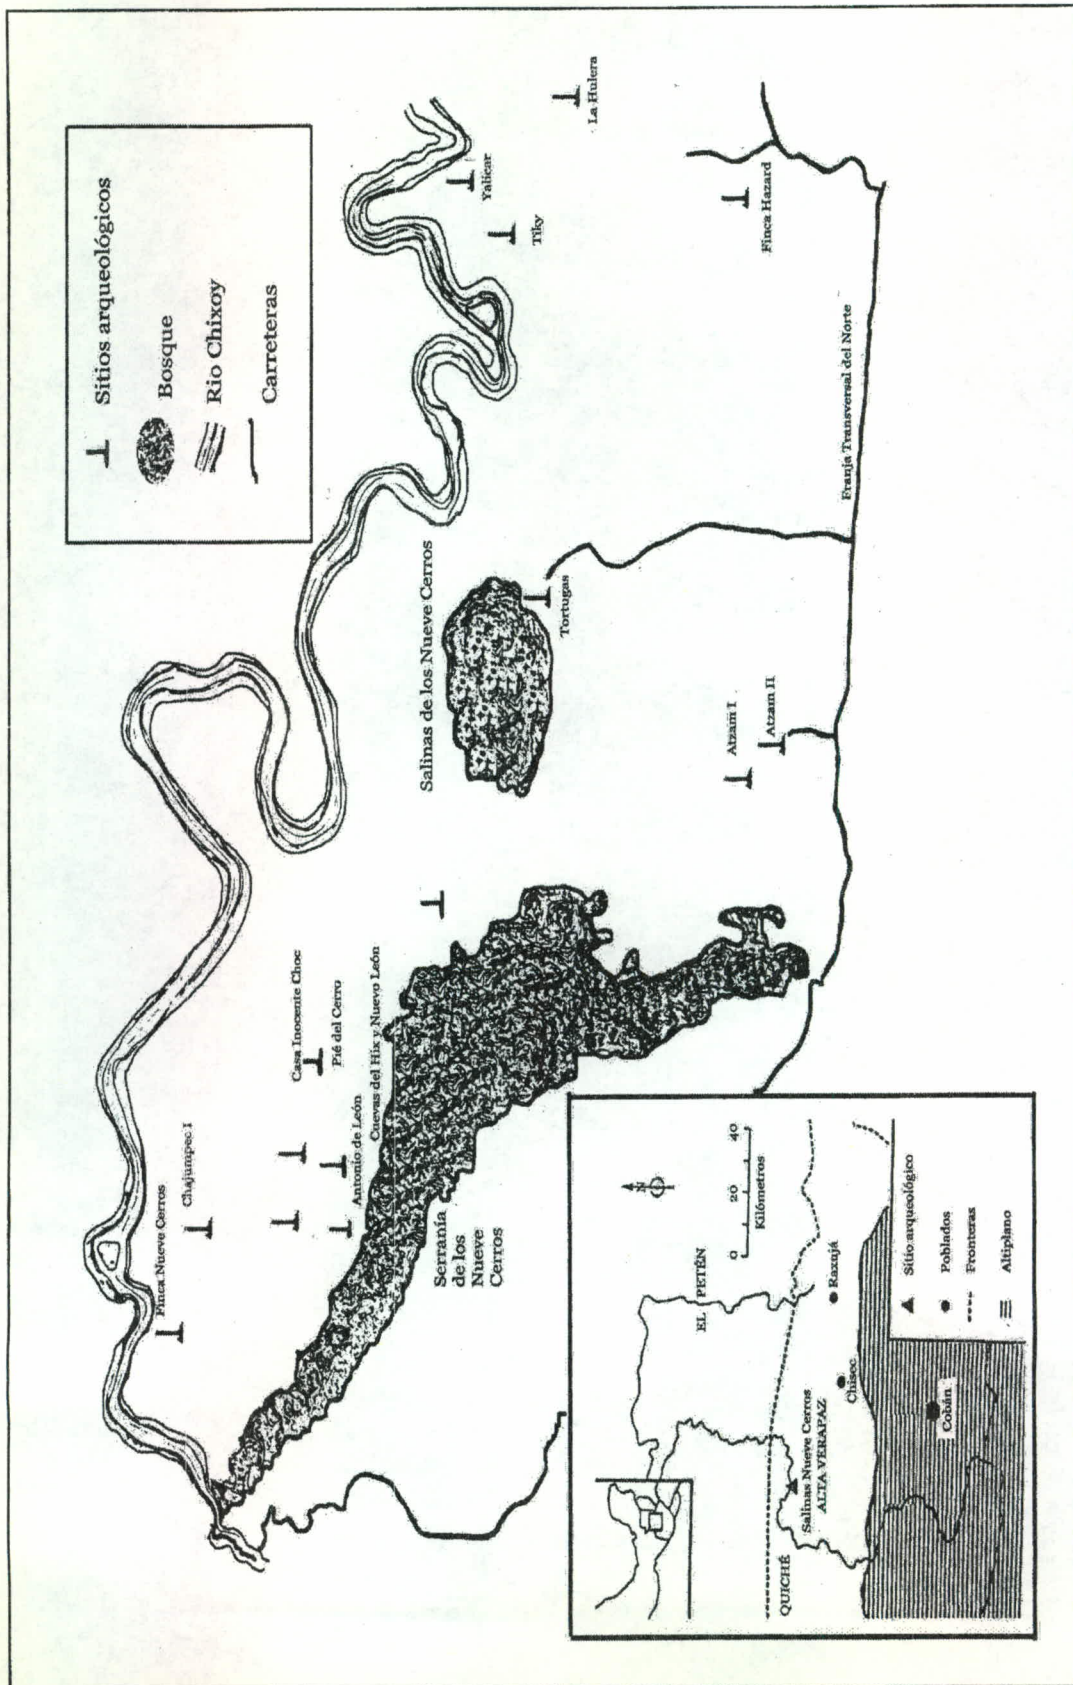 Sitios arqueológicos
Bosque
Rio Chixoy
Carreteras
La Hulera
Yalicar
Tiky
Finca Hazard
Franja Transversal del Norte
Salinas de los Nueve Cerros
Tortugas
Atzam I
Atzam II
Casa Inocente Choc
Pié del Cerro
Cuevas del Hix y Nuevo León
Antonio de León
Chajumpec I
Finca Nueve Cerros
Serranía
de los
Nueve
Cerros
N
0 20 40
Kilómetros
EL PETÉN
Raxujá
Chisec
Salinas Nueve Cerros
ALTA VERAPAZ
QUICHÉ
Cobán
Sitio arqueológico
Poblados
Fronteras
Altiplano